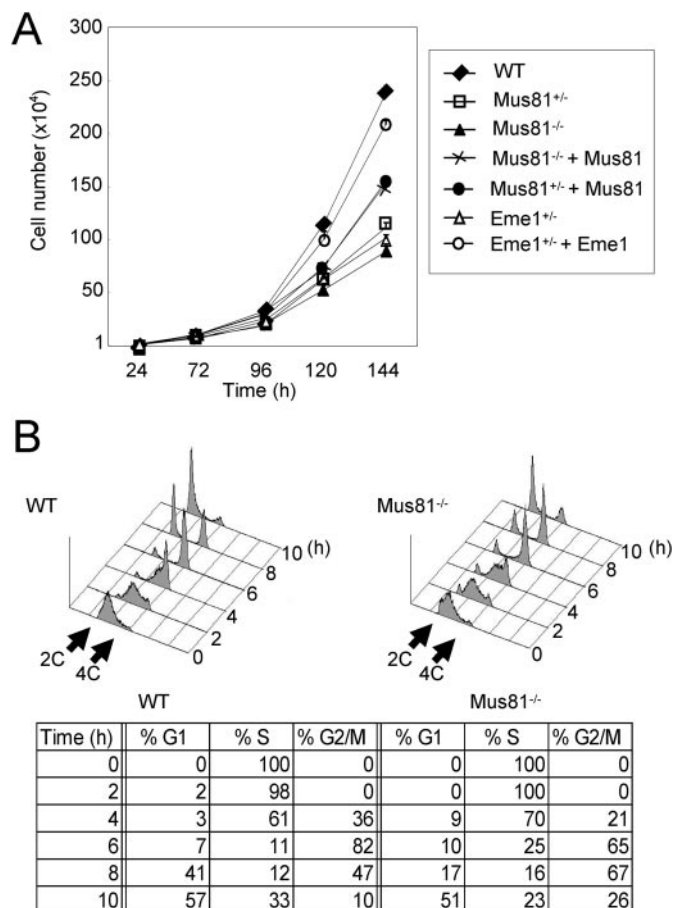 A
Cell number (x10⁴)
300
250
200
150
100
50
1
24 72 96 120 144
Time (h)
WT
Mus81⁺/⁻
Mus81⁻/⁻
Mus81⁻/⁻ + Mus81
Mus81⁺/⁻ + Mus81
Eme1⁺/⁻
Eme1⁺/⁻ + Eme1
B
WT
10 (h)
8
6
4
2
0
2C
4C
Mus81⁻/⁻
10 (h)
8
6
4
2
0
2C
4C
WT Mus81⁻/⁻
Time (h) % G1 % S % G2/M % G1 % S % G2/M
0 0 100 0 0 100 0
2 2 98 0 0 100 0
4 3 61 36 9 70 21
6 7 11 82 10 25 65
8 41 12 47 17 16 67
10 57 33 10 51 23 26